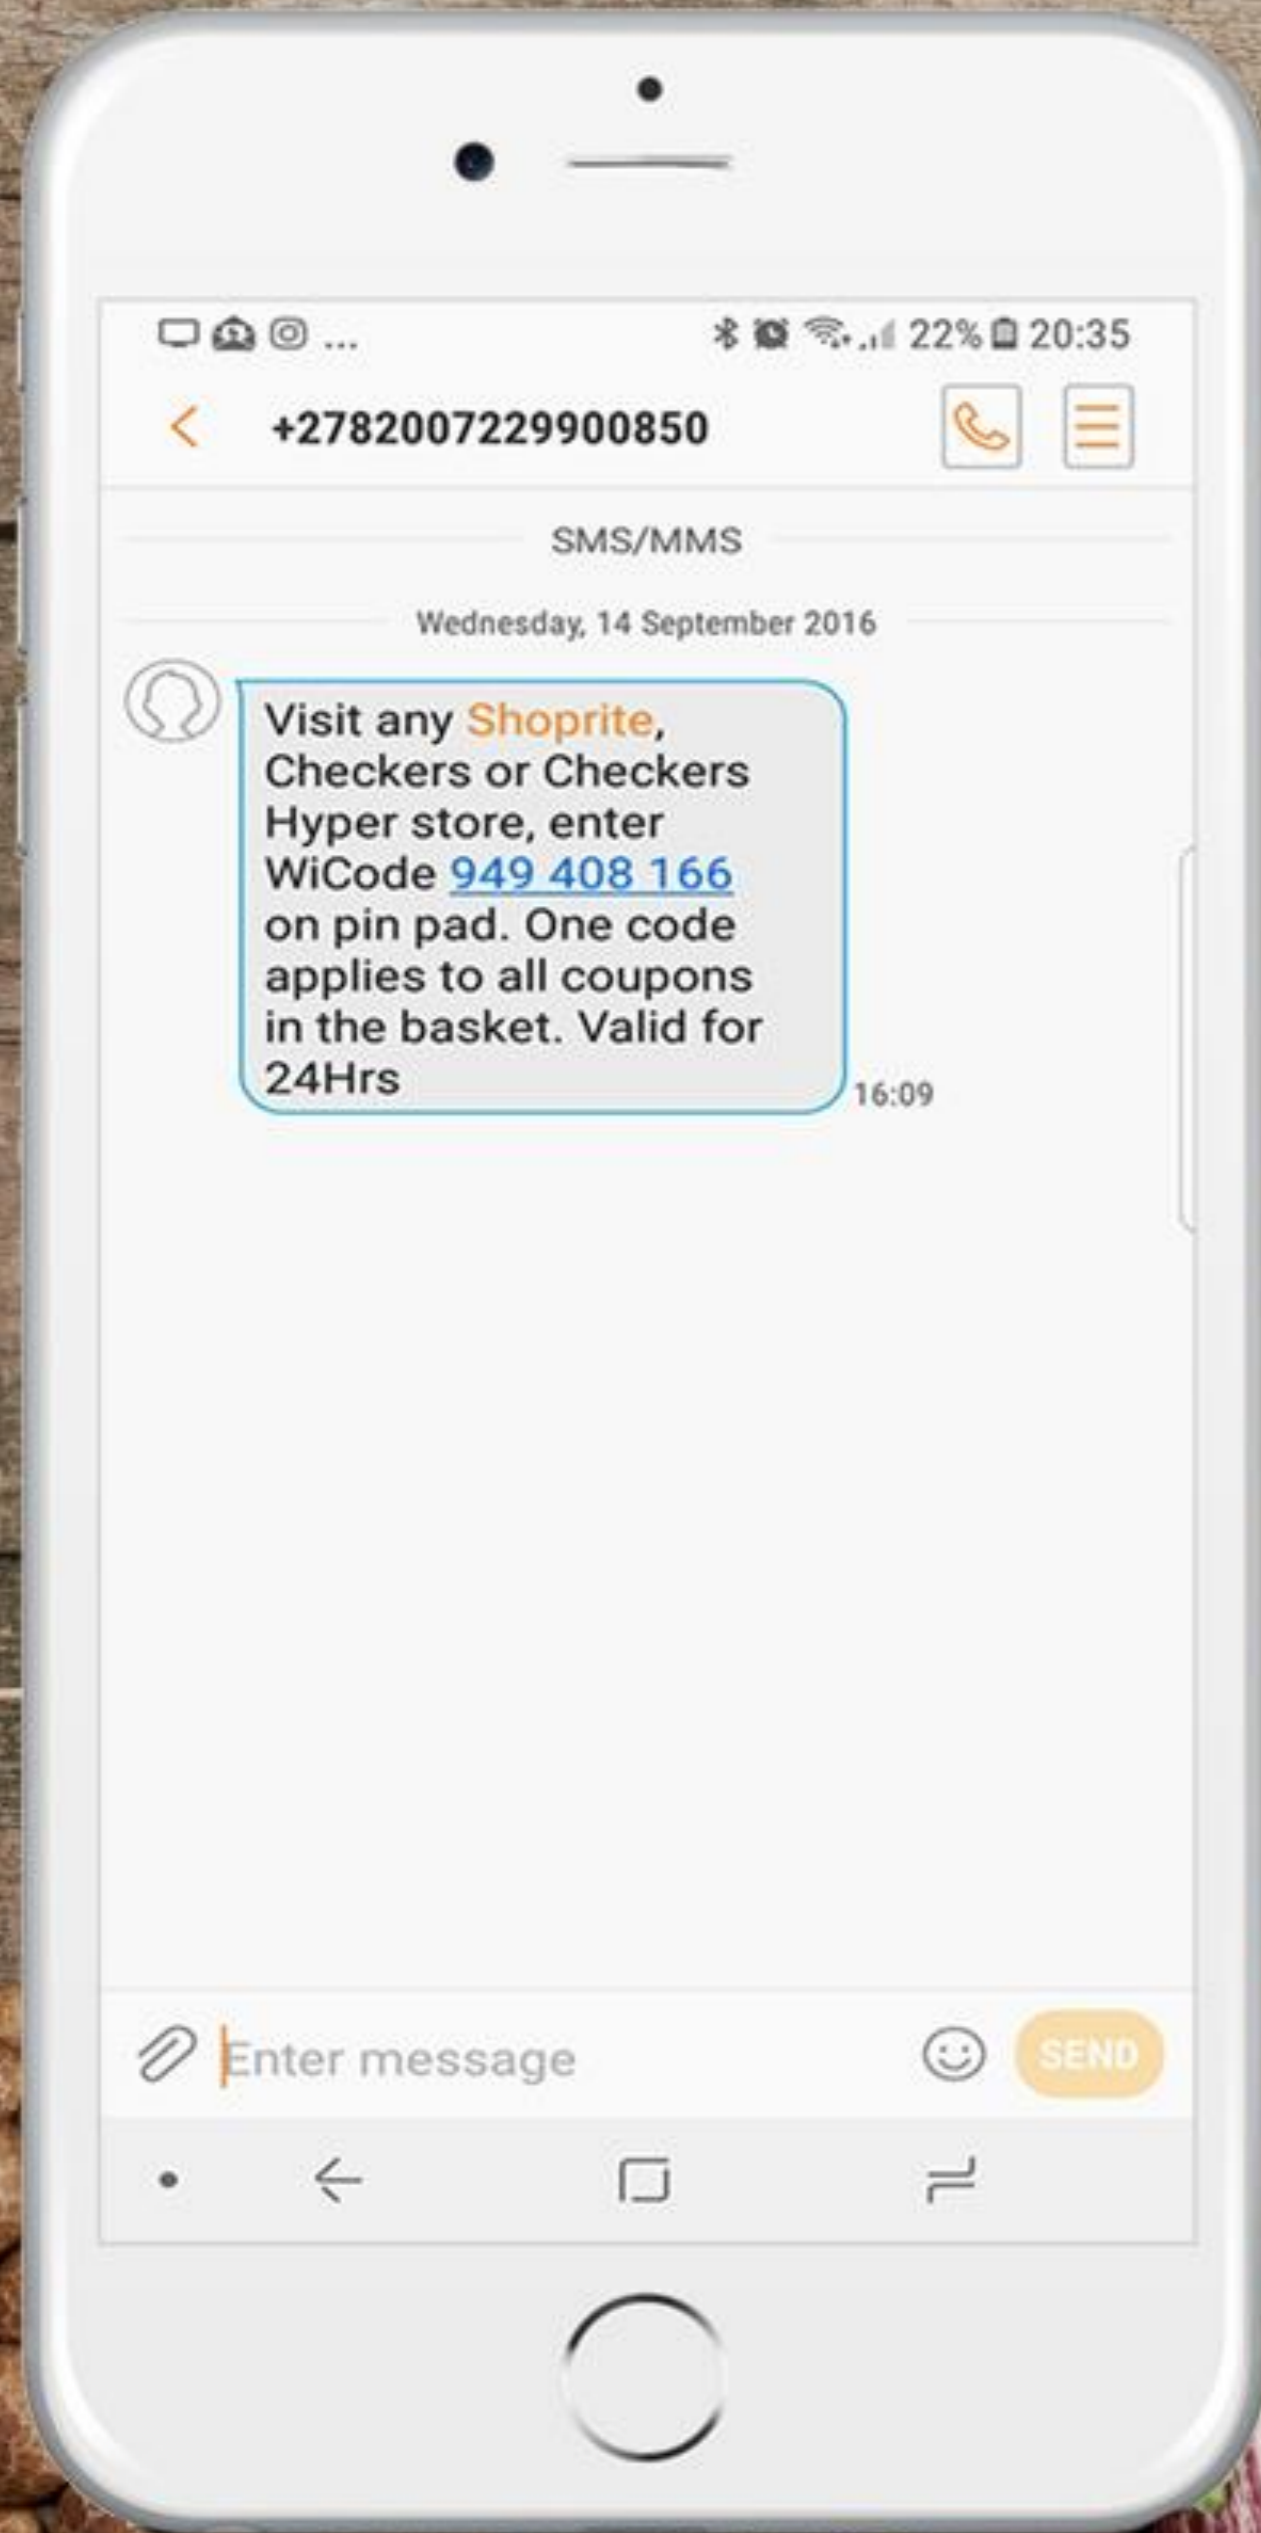 ... 22% 20:35
+2782007229900850
SMS/MMS
Wednesday, 14 September 2016
Visit any Shoprite,
Checkers or Checkers
Hyper store, enter
WiCode 949 408 166
on pin pad. One code
applies to all coupons
in the basket. Valid for
24Hrs
16:09
Enter message
SEND